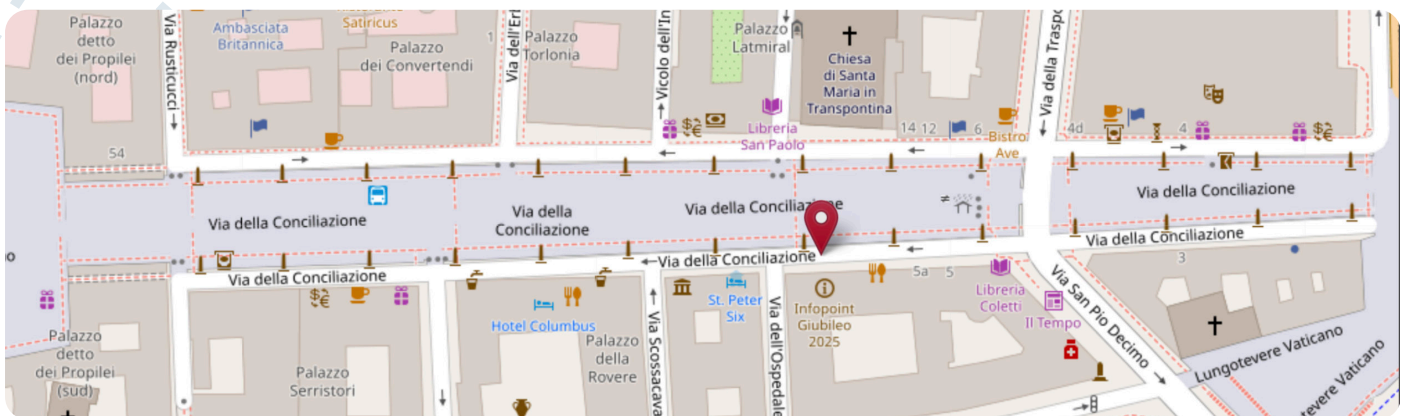 Palazzo
detto
dei Propilei
(nord)
Via Rusticucci
Ambasciata
Britannica
Satiricus
Palazzo
dei Convertendi
1
Palazzo
Torlonia
Palazzo
Latmiral
Chiesa
di Santa
Maria in
Transpontina
Libreria
San Paolo
14 12
6
Bistro
Ave
4d
4
54
Via della Conciliazione
Via della
Conciliazione
Via della Conciliazione
Via della Conciliazione
o
Via della Conciliazione
Via della Conciliazione
Via della Conciliazione
Hotel Columbus
Palazzo
della
Rovere
Via Scossacava
St. Peter
Six
Via dell'Ospedale
Infopoint
Giubileo
2025
5a
5
Libreria
Coletti
Il Tempo
Via San Pio Decimo
3
Lungotevere Vaticano
tevere Vaticano
Palazzo
detto
dei Propilei
(sud)
Palazzo
Serristori
Via dell'Er
Vicolo dell'In
Via della Traspo